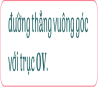 đường thẳng vuông góc
với trục OV.